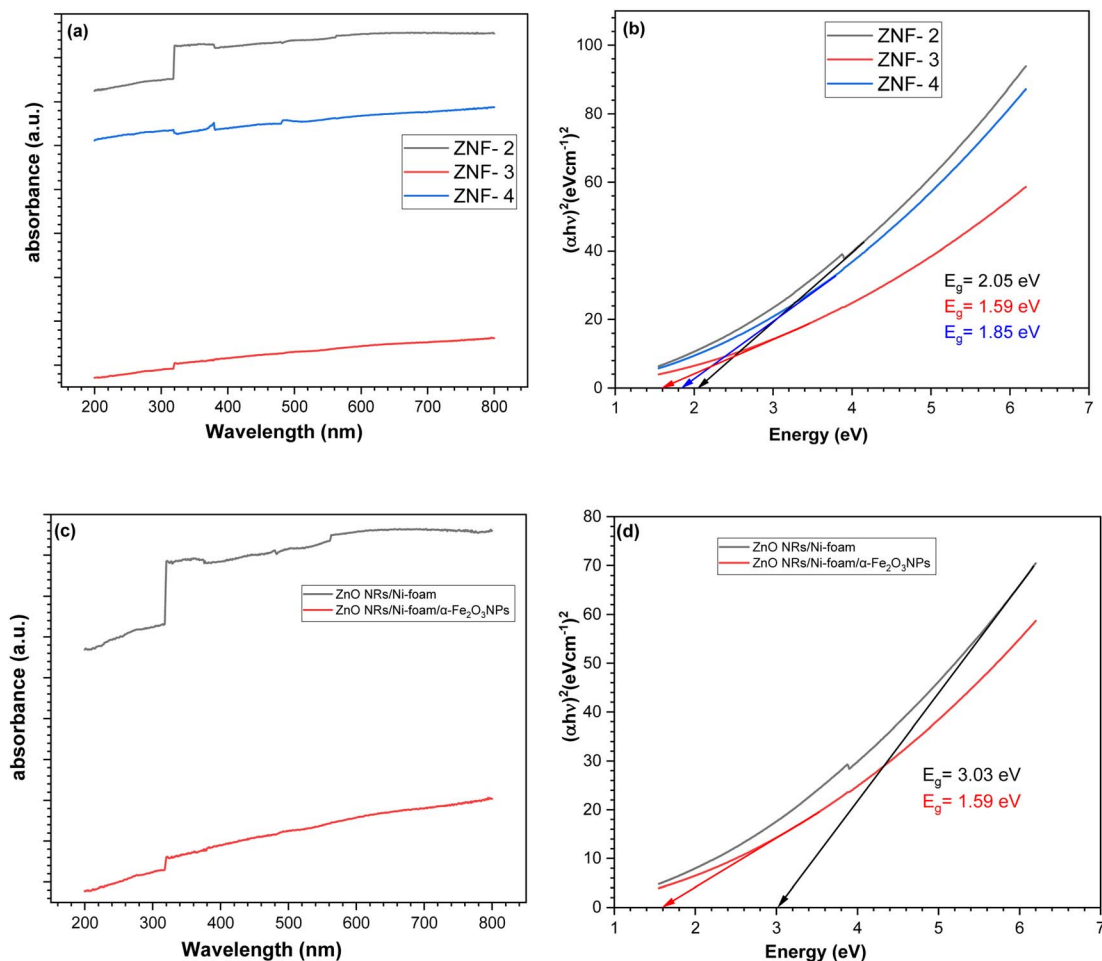 (a)
absorbance (a.u.)
ZNF- 2
ZNF- 3
ZNF- 4
200 300 400 500 600 700 800
Wavelength (nm)
(b)
(αhν)²(eVcm⁻¹)²
ZNF- 2
ZNF- 3
ZNF- 4
100
80
60
40
20
0
E_g= 2.05 eV
E_g= 1.59 eV
E_g= 1.85 eV
1 2 3 4 5 6 7
Energy (eV)
(c)
absorbance (a.u.)
ZnO NRs/Ni-foam
ZnO NRs/Ni-foam/α-Fe₂O₃NPs
200 300 400 500 600 700 800
Wavelength (nm)
(d)
(αhν)²(eVcm⁻¹)²
ZnO NRs/Ni-foam
ZnO NRs/Ni-foam/α-Fe₂O₃NPs
80
70
60
50
40
30
20
10
0
E_g= 3.03 eV
E_g= 1.59 eV
1 2 3 4 5 6 7
Energy (eV)